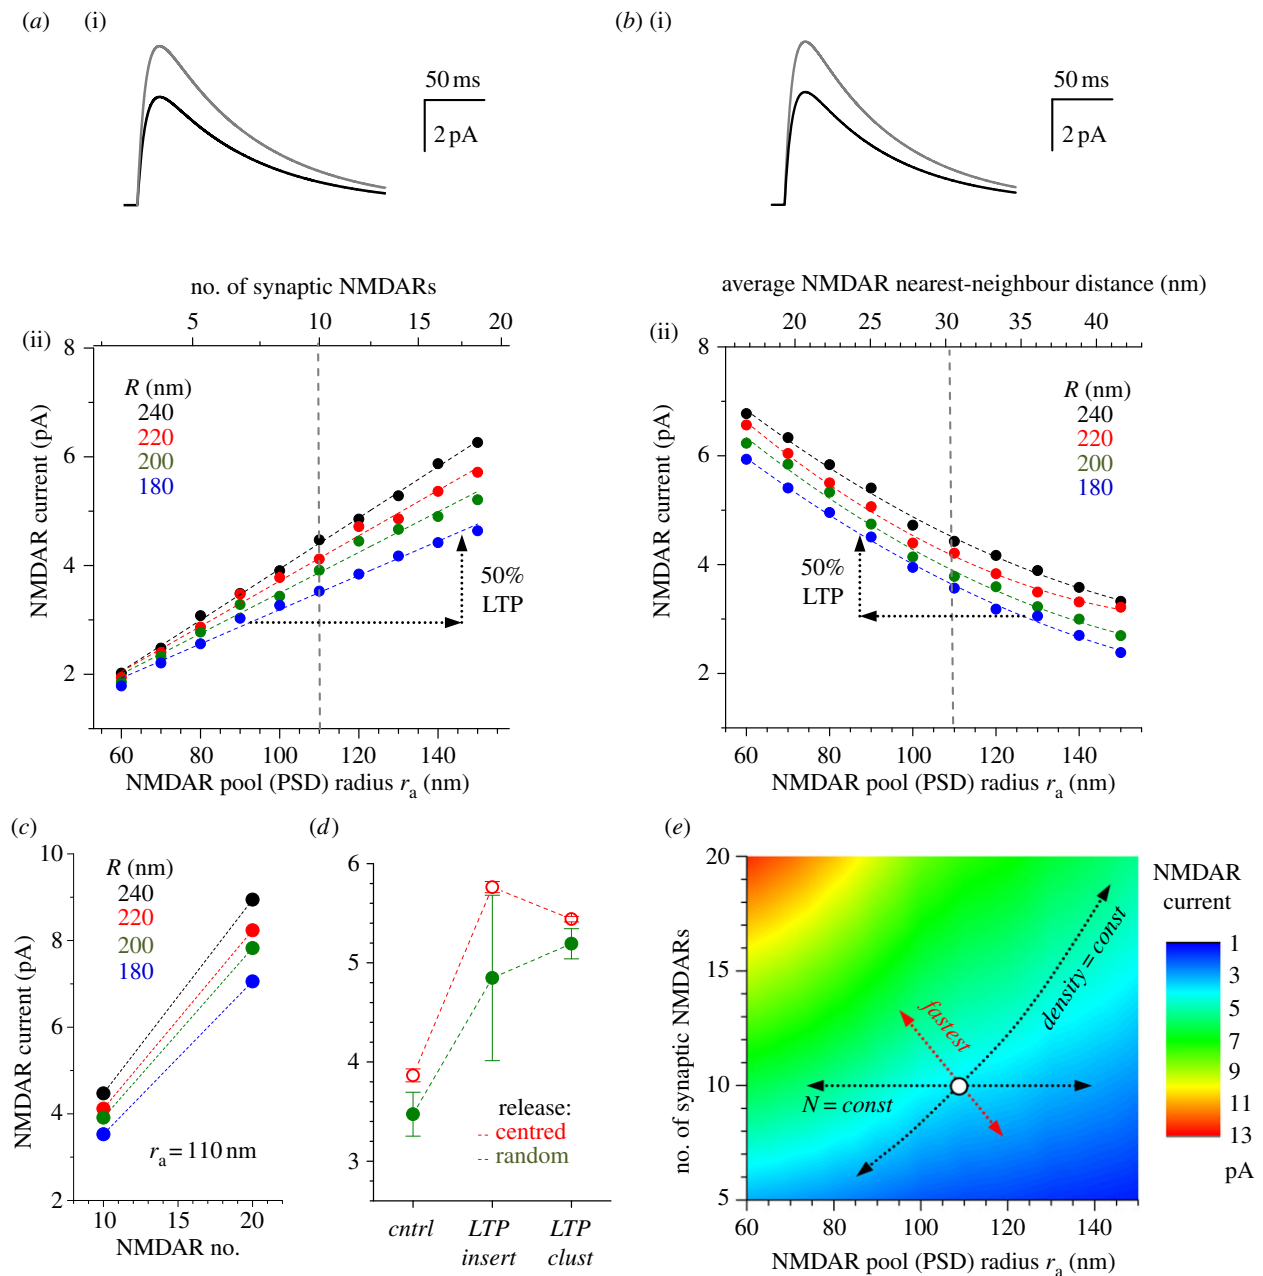 (a) (i)
50 ms
2 pA
(b) (i)
50 ms
2 pA
no. of synaptic NMDARs
5 10 15 20
(ii)
8
6
4
2
NMDAR current (pA)
R (nm)
240
220
200
180
50%
LTP
60 80 100 120 140
NMDAR pool (PSD) radius ra (nm)
average NMDAR nearest-neighbour distance (nm)
20 25 30 35 40
(ii)
8
6
4
2
NMDAR current (pA)
R (nm)
240
220
200
180
50%
LTP
60 80 100 120 140
NMDAR pool (PSD) radius ra (nm)
(c)
10
8
6
4
2
NMDAR current (pA)
R (nm)
240
220
200
180
ra = 110 nm
10 15 20
NMDAR no.
(d)
6
5
4
3
release:
centred
random
cntrl LTP LTP
insert clust
(e)
20
15
10
5
no. of synaptic NMDARs
density = const
fastest
N = const
60 80 100 120 140
NMDAR pool (PSD) radius ra (nm)
NMDAR
current
1
3
5
7
9
11
13
pA